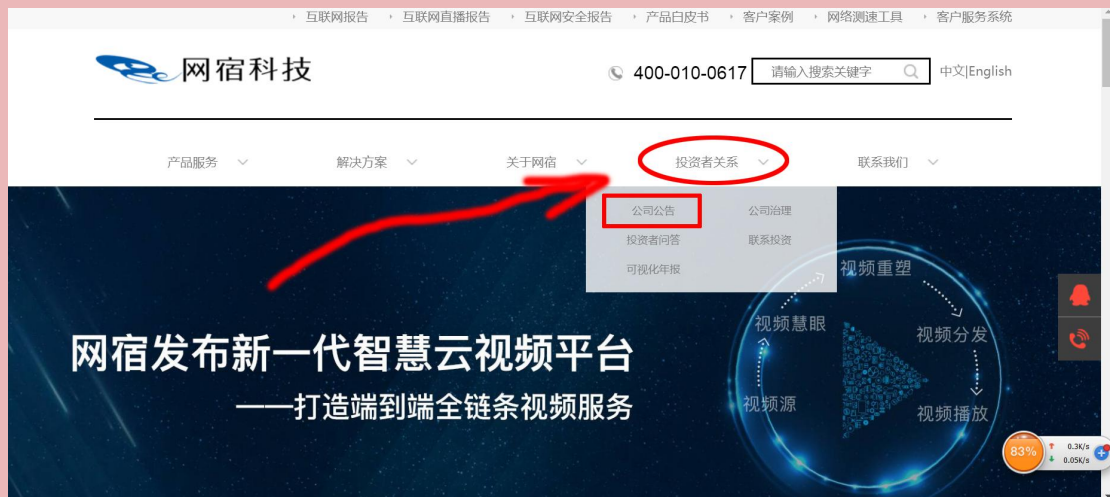 互联网报告 互联网直播报告 互联网安全报告 产品白皮书 客户案例 网络测速工具 客户服务系统
网宿科技 400-010-0617 请输入搜索关键字 中文|English
产品服务 解决方案 关于网宿 投资者关系 联系我们
公司公告 公司治理
投资者问答 联系投资
可视化年报
视频重塑
视频慧眼 视频分发
网宿发布新一代智慧云视频平台
——打造端到端全链条视频服务
视频源 视频播放
83% 0.3K/s
0.05K/s